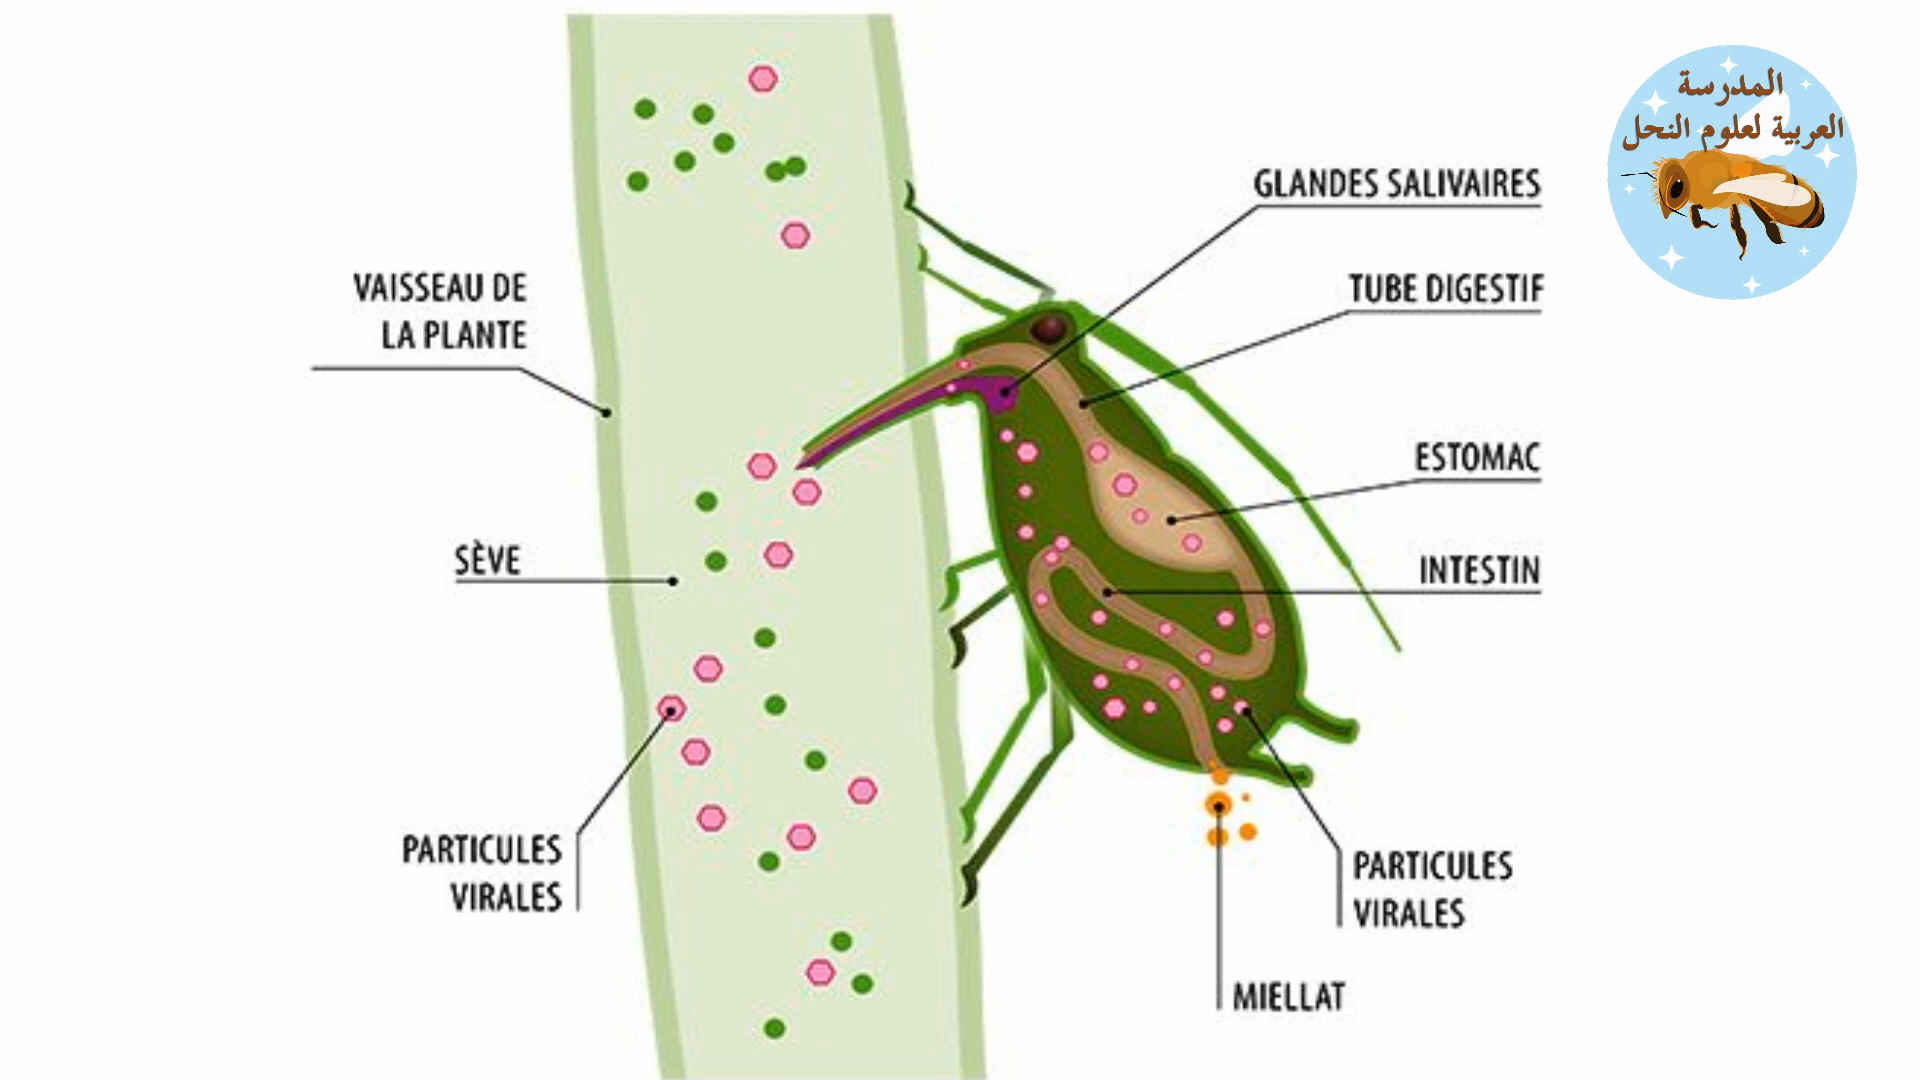 المدرسة
العربية لعلوم النحل
GLANDES SALIVAIRES
VAISSEAU DE
LA PLANTE
TUBE DIGESTIF
ESTOMAC
SÈVE
INTESTIN
PARTICULES
VIRALES
PARTICULES
VIRALES
MIELLAT